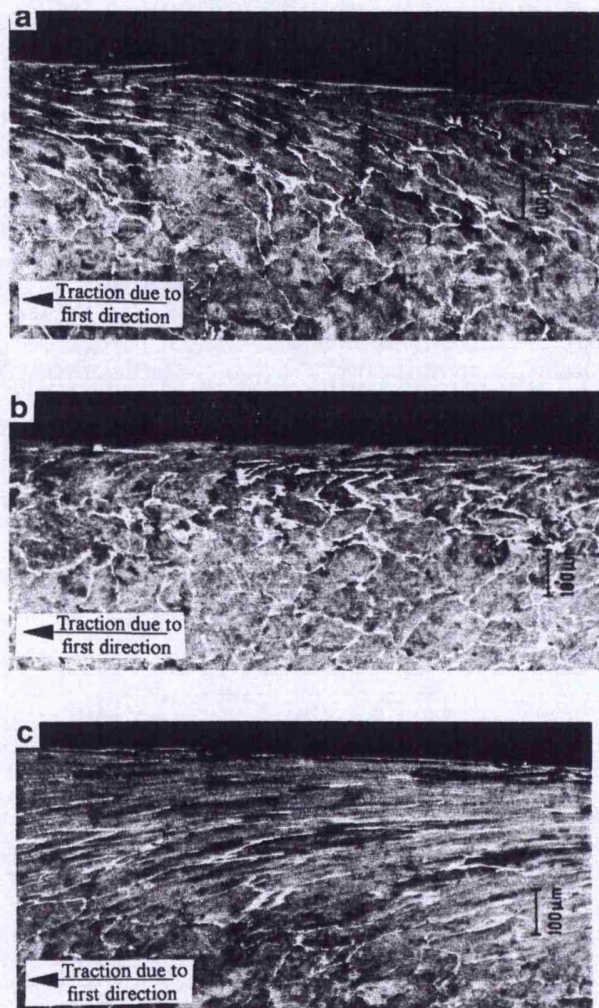 a
100µm
Traction due to
first direction
b
100µm
Traction due to
first direction
c
100µm
Traction due to
first direction